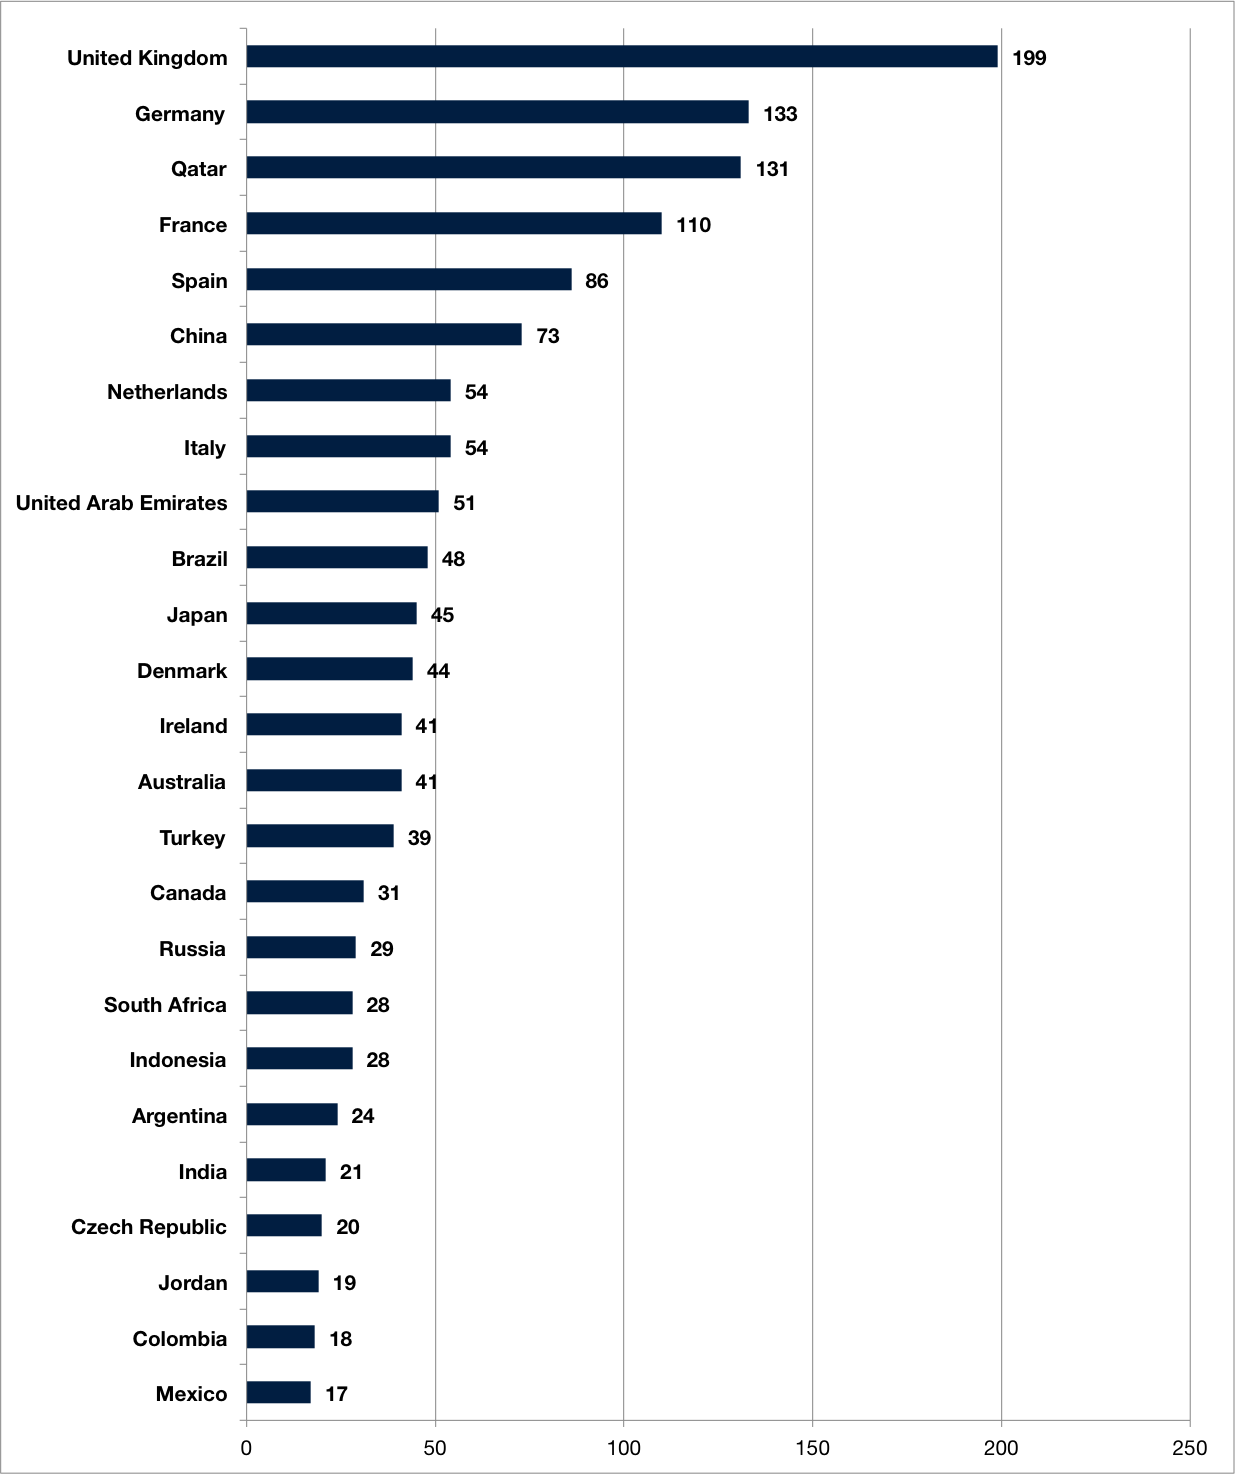 United Kingdom 199
Germany 133
Qatar 131
France 110
Spain 86
China 73
Netherlands 54
Italy 54
United Arab Emirates 51
Brazil 48
Japan 45
Denmark 44
Ireland 41
Australia 41
Turkey 39
Canada 31
Russia 29
South Africa 28
Indonesia 28
Argentina 24
India 21
Czech Republic 20
Jordan 19
Colombia 18
Mexico 17
0 50 100 150 200 250